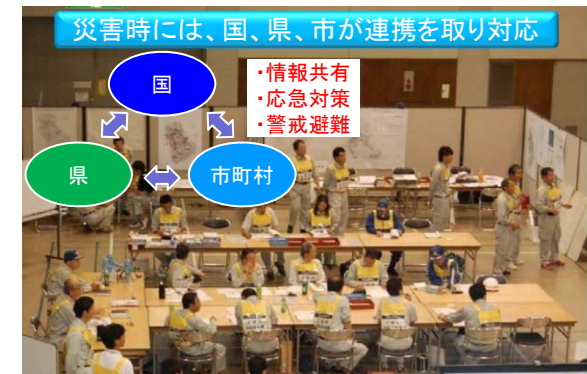 災害時には、国、県、市が連携を取り対応
国
・情報共有
・応急対策
・警戒避難
県
市町村